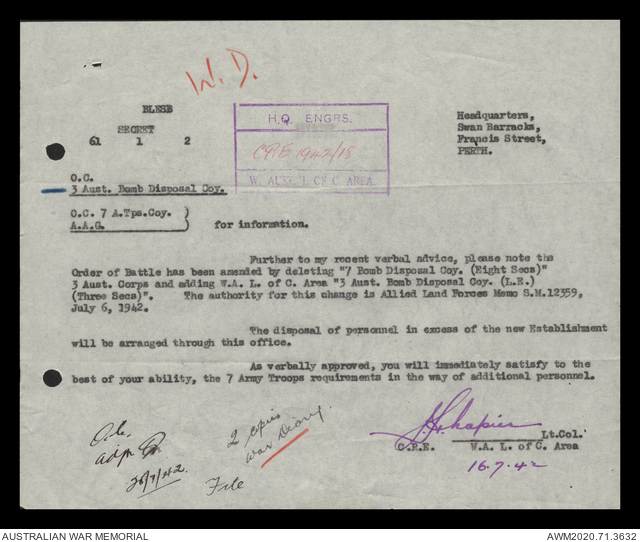 W.D.
BLESB
SECRET
61 1 2
H.Q. ENGRS.
CRE 1942/18
W. AUST. L OF C AREA.
Headquarters,
Swan Barracks,
Francis Street,
PERTH.
O.C.
3 Aust. Bomb Disposal Coy.
O.C. 7 A.Tps.Coy. )
A.A.G. ) for information.
Further to my recent verbal advice, please note the
Order of Battle has been amended by deleting "7 Bomb Disposal Coy. (Eight Secs)"
3 Aust. Corps and adding W.A. L. of C. Area "3 Aust. Bomb Disposal Coy. (L.E.)
(Three Secs)". The authority for this change is Allied Land Forces Memo S.M.12359,
July 6, 1942.
The disposal of personnel in excess of the new Establishment
will be arranged through this office.
As verbally approved, you will immediately satisfy to the
best of your ability, the 7 Army Troops requirements in the way of additional personnel.
2 copies
War Diary.
File
Lt.Col.
C.R.E. W.A. L. of C. Area
16.7.42
AUSTRALIAN WAR MEMORIAL
AWM2020.71.3632